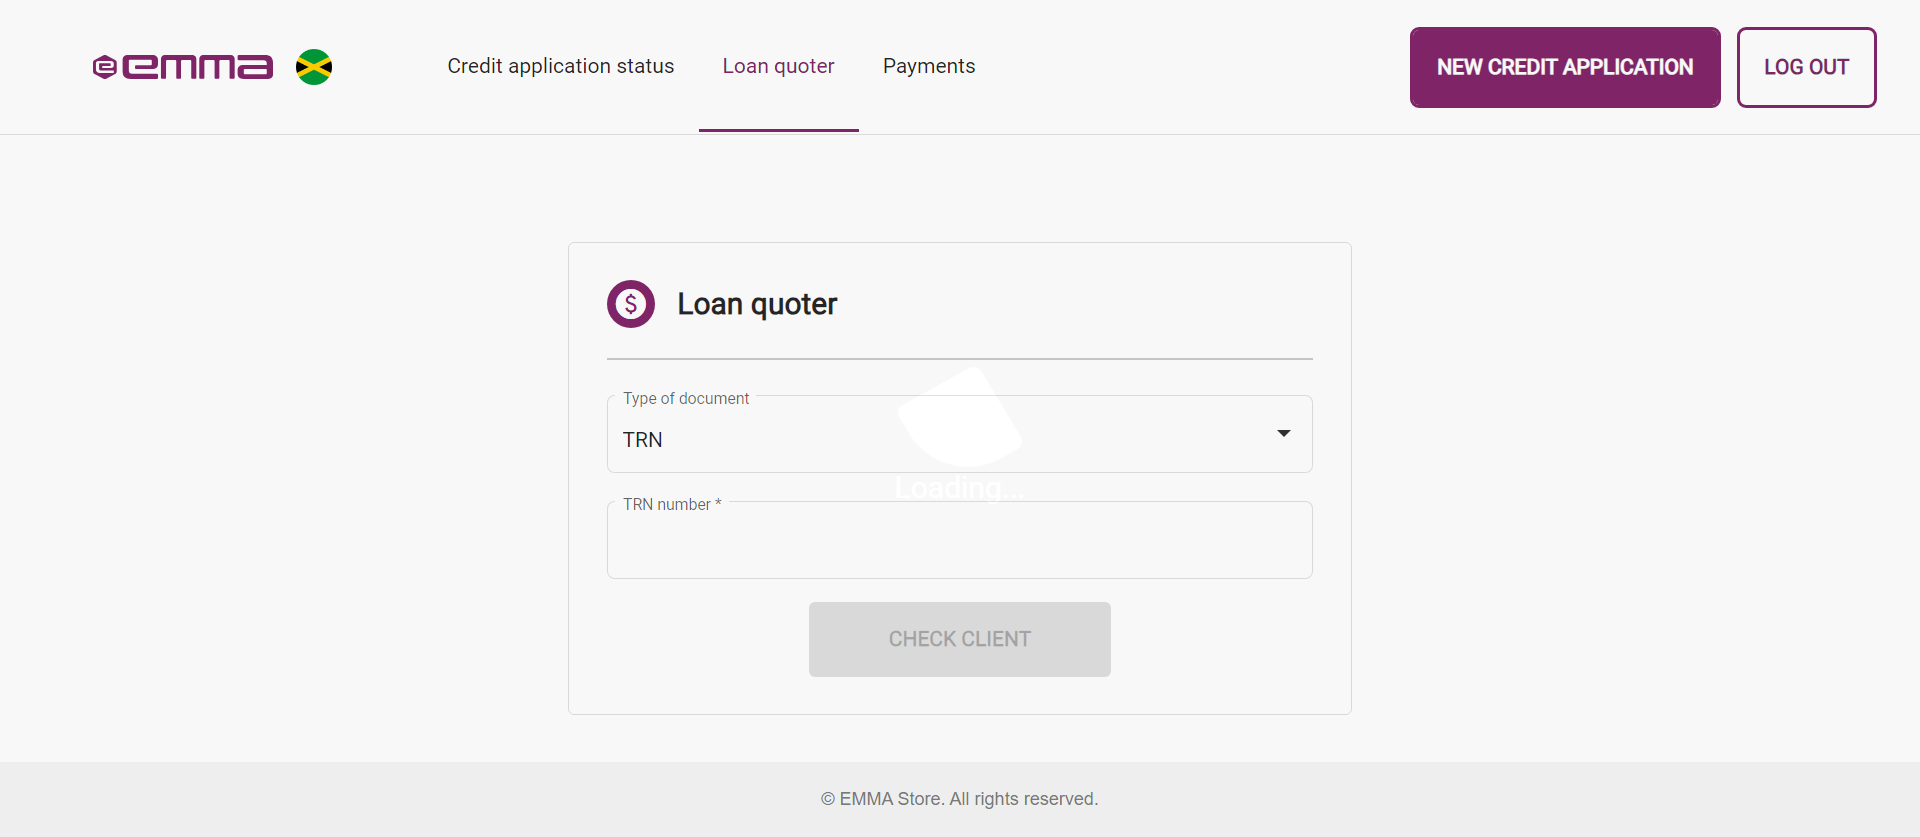 emma
Credit application status
Loan quoter
Payments
NEW CREDIT APPLICATION
LOG OUT
$ Loan quoter
Type of document
TRN
Loading...
TRN number *
CHECK CLIENT
© EMMA Store. All rights reserved.